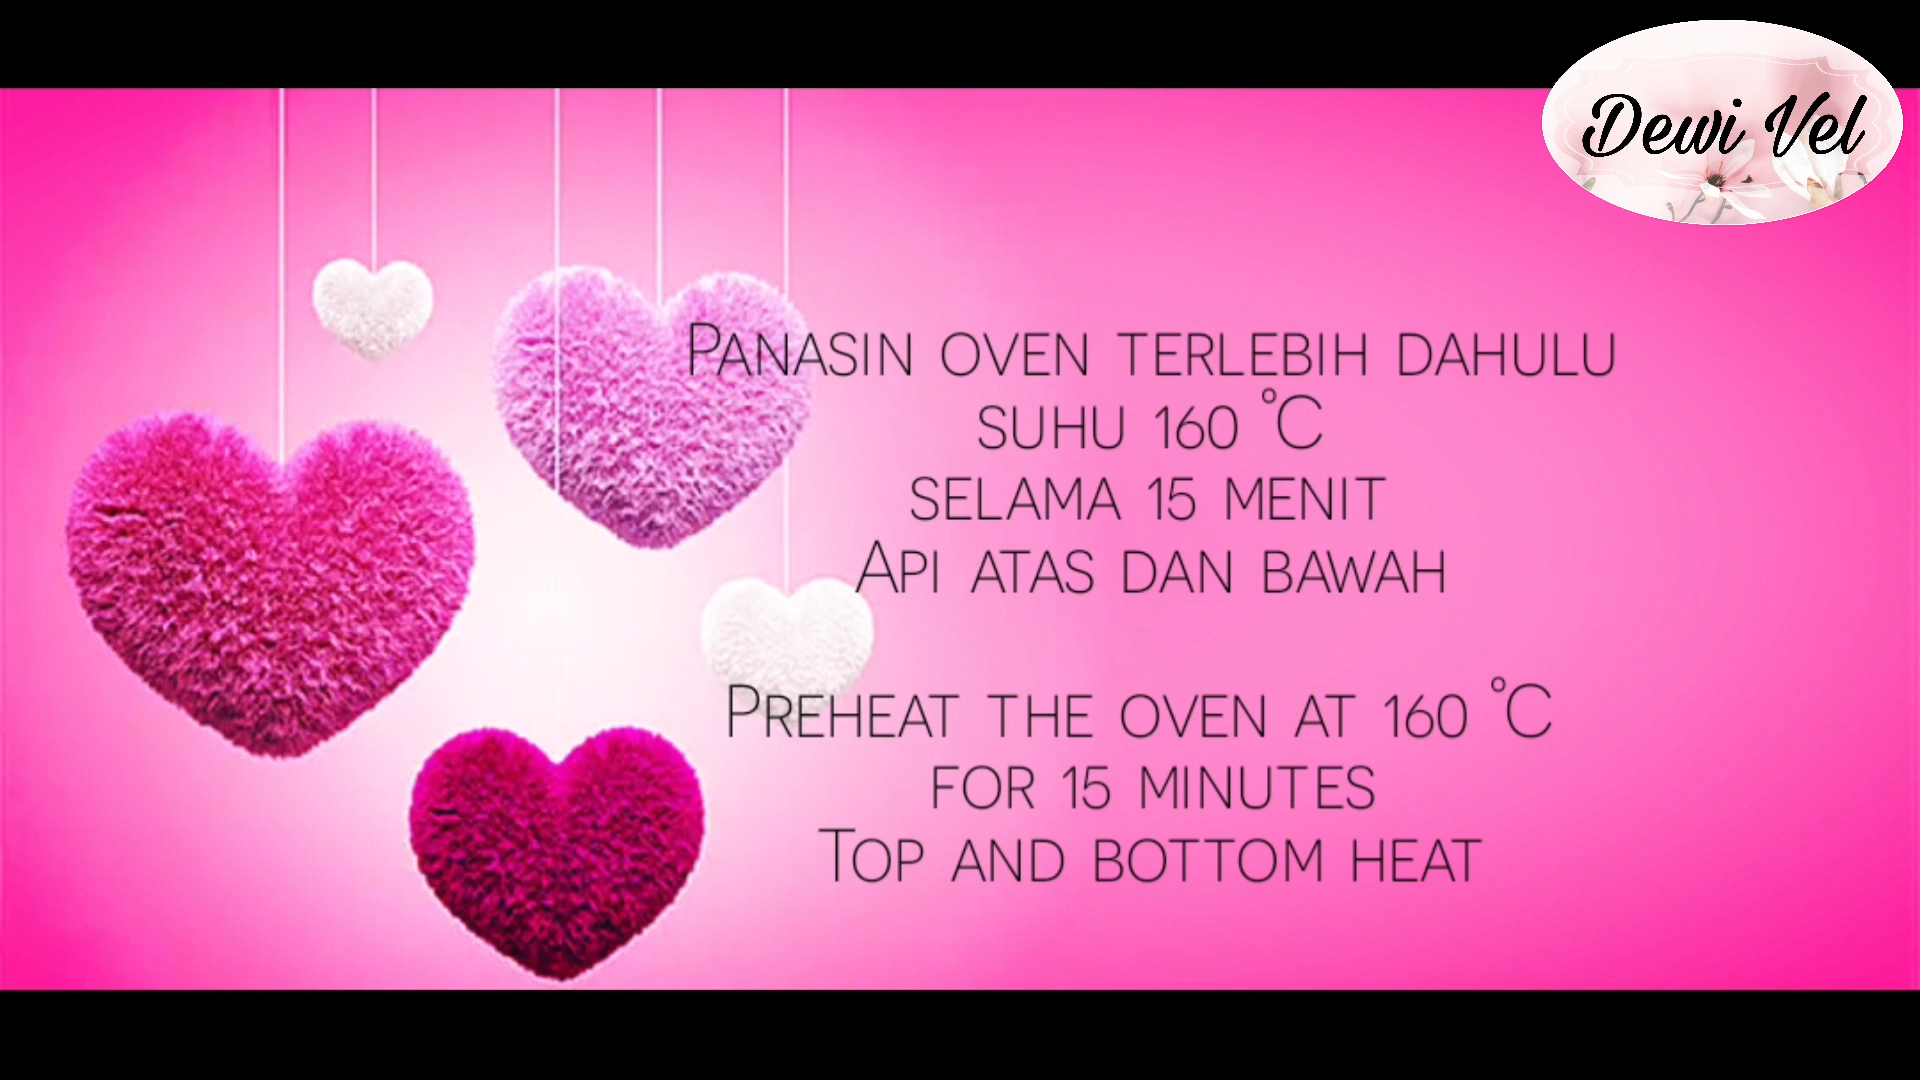 Dewi Vel
Panasin oven terlebih dahulu
suhu 160 °C
selama 15 menit
Api atas dan bawah
Preheat the oven at 160 °C
for 15 minutes
Top and bottom heat